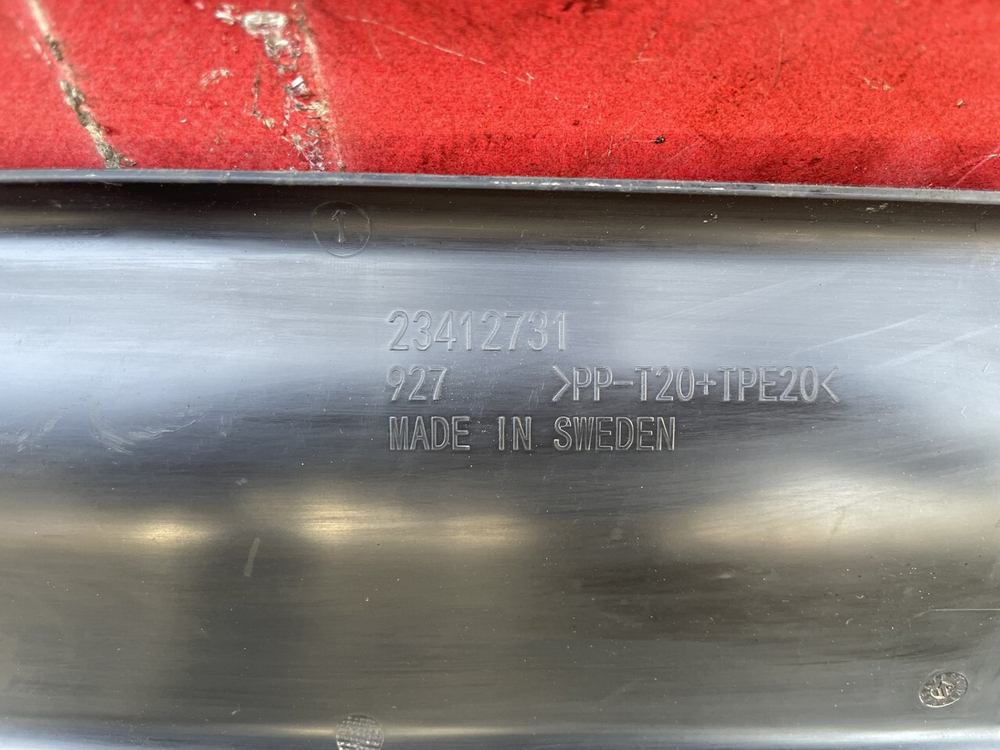 23412731
927 >PP-T20+TPE20<
MADE IN SWEDEN